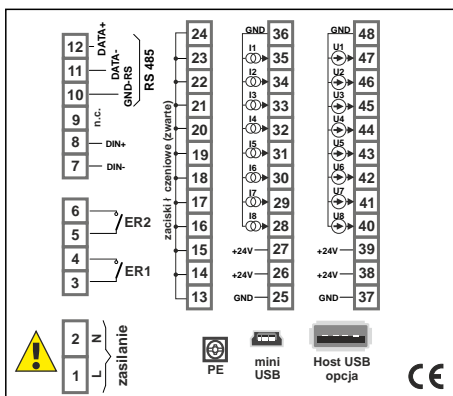 12 DATA+
11 DATA-
10 GND-RS
RS 485
9 n.c.
8 DIN+
7 DIN-
6
5
ER2
4
3
ER1
2 N
1 L
zasilanie
zaciski ł czeniowe (zwarte)
24
23
22
21
20
19
18
17
16
15
14
13
GND 36
I1 35
I2 34
I3 33
I4 32
I5 31
I6 30
I7 29
I8 28
+24V 27
+24V 26
GND 25
GND 48
U1 47
U2 46
U3 45
U4 44
U5 43
U6 42
U7 41
U8 40
+24V 39
+24V 38
GND 37
PE
mini
USB
Host USB
opcja
CE